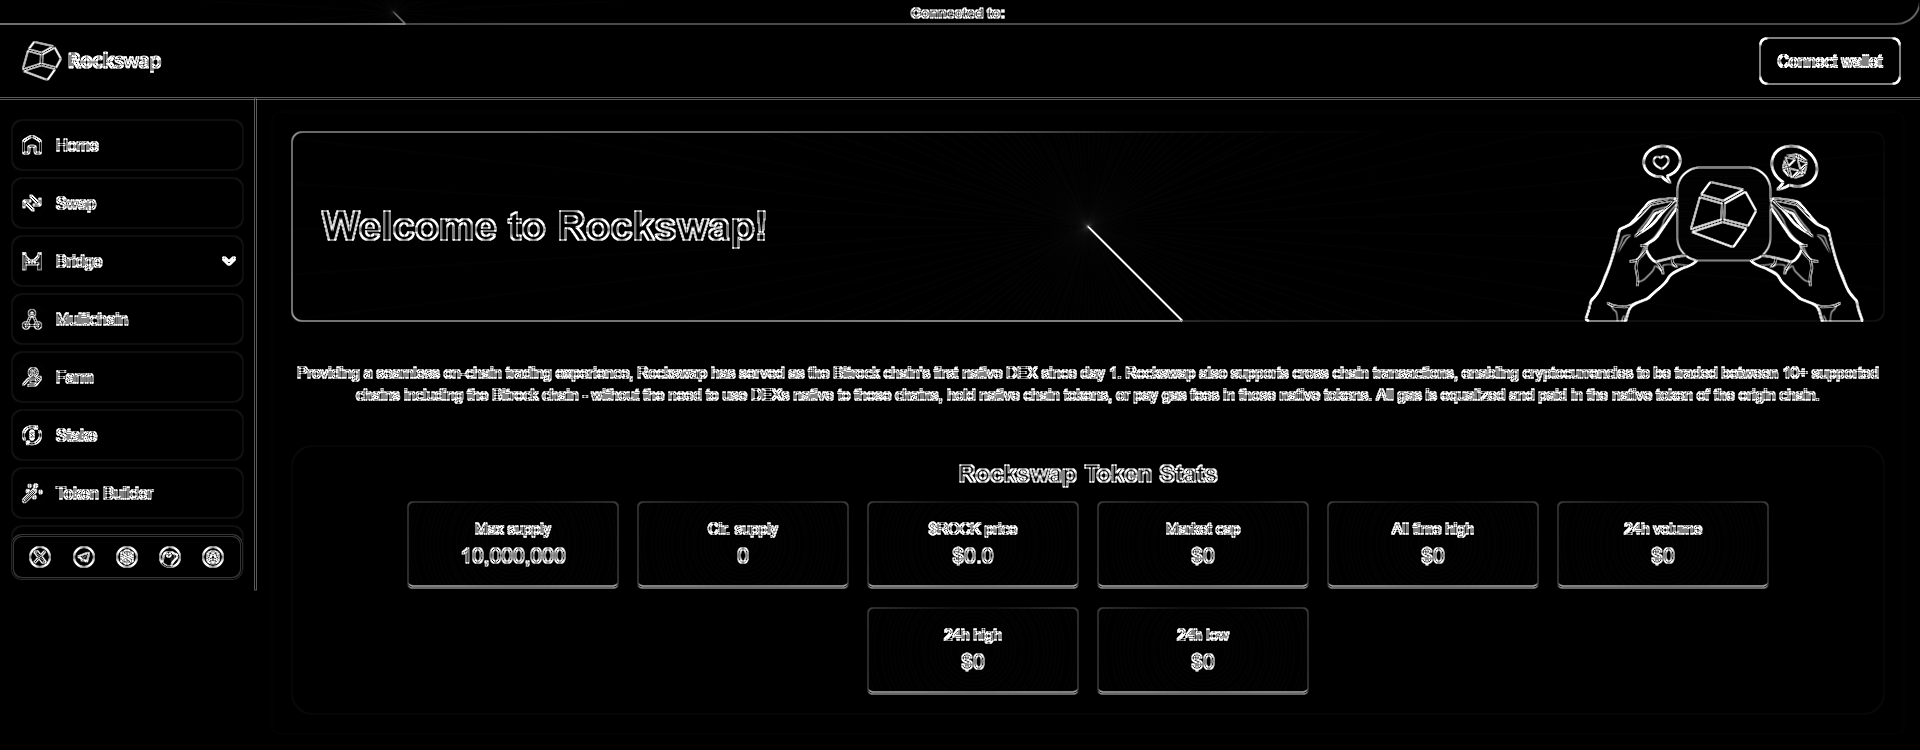 Connected to:
Rockswap
Connect wallet
Home
Swap
Bridge
Multichain
Farm
Stake
Token Builder
Welcome to Rockswap!
Providing a seamless on-chain trading experience, Rockswap has served as the Bitrock chain's first native DEX since day 1. Rockswap also supports cross chain transactions, enabling cryptocurrencies to be traded between 10+ supported
chains including the Bitrock chain - without the need to use DEXs native to those chains, hold native chain tokens, or pay gas fees in those native tokens. All gas is equalized and paid in the native token of the origin chain.
Rockswap Token Stats
Max supply
10,000,000
Cir. supply
0
$ROCK price
$0.0
Market cap
$0
All time high
$0
24h volume
$0
24h high
$0
24h low
$0